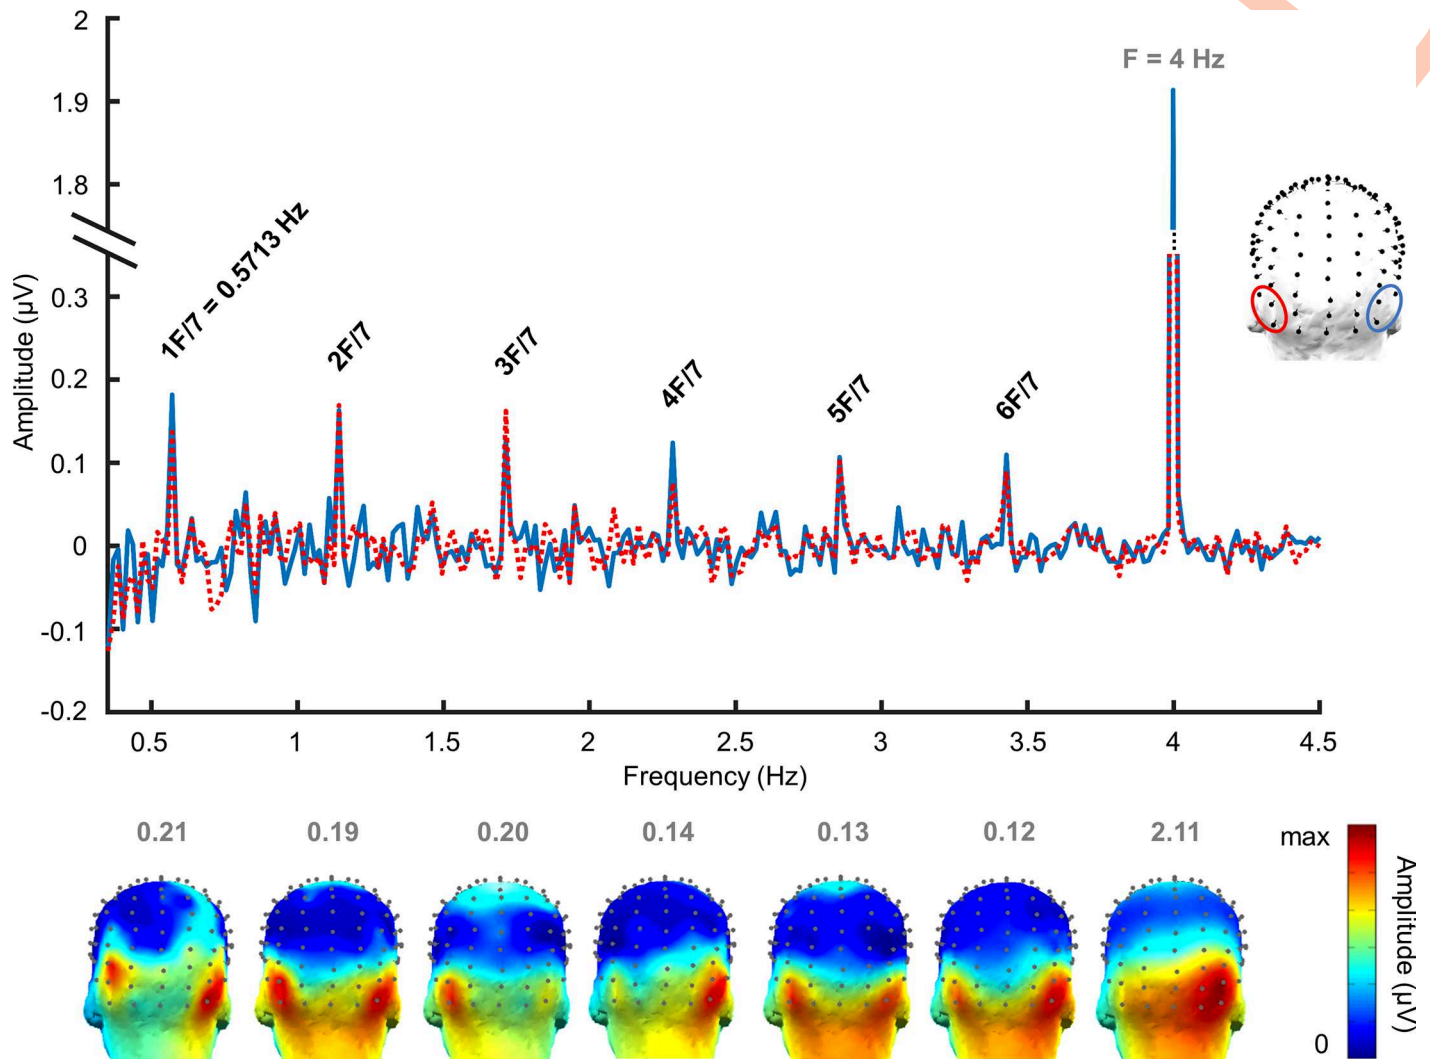 2
F = 4 Hz
1.9
1.8
1F/7 = 0.5713 Hz
2F/7
3F/7
4F/7
5F/7
6F/7
0.3
0.2
0.1
0
-0.1
-0.2
Amplitude (µV)
0.5
1
1.5
2
2.5
3
3.5
4
4.5
Frequency (Hz)
0.21
0.19
0.20
0.14
0.13
0.12
2.11
max
0
Amplitude (µV)